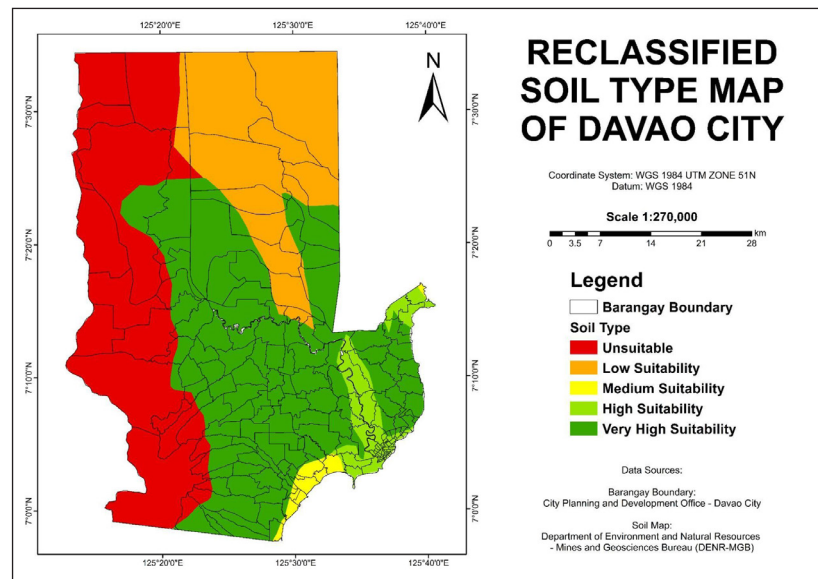 RECLASSIFIED
SOIL TYPE MAP
OF DAVAO CITY
Coordinate System: WGS 1984 UTM ZONE 51N
Datum: WGS 1984
Scale 1:270,000
km
0 3.5 7 14 21 28
Legend
Barangay Boundary
Soil Type
Unsuitable
Low Suitability
Medium Suitability
High Suitability
Very High Suitability
Data Sources:
Barangay Boundary:
City Planning and Development Office - Davao City
Soil Map:
Department of Environment and Natural Resources
- Mines and Geosciences Bureau (DENR-MGB)
125°20'0"E 125°30'0"E 125°40'0"E
N
7°30'0"N 7°30'0"N
7°20'0"N 7°20'0"N
7°10'0"N 7°10'0"N
7°0'0"N 7°0'0"N
125°20'0"E 125°30'0"E 125°40'0"E